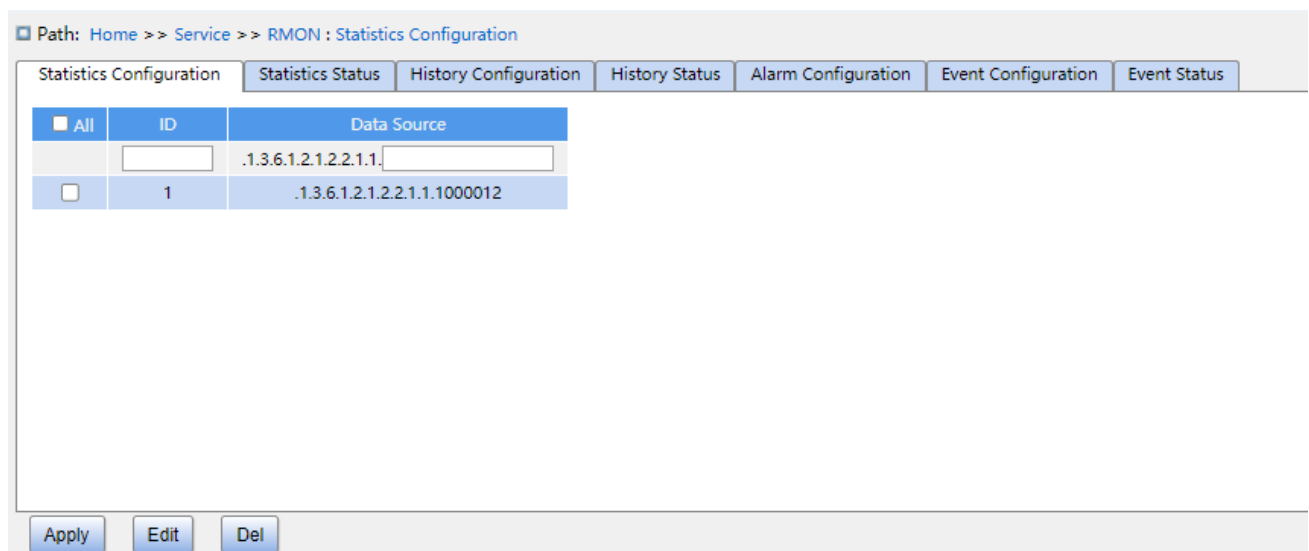 Path: Home >> Service >> RMON : Statistics Configuration
Statistics Configuration Statistics Status History Configuration History Status Alarm Configuration Event Configuration Event Status
All ID Data Source
.1.3.6.1.2.1.2.2.1.1.
1 .1.3.6.1.2.1.2.2.1.1.1000012
Apply Edit Del